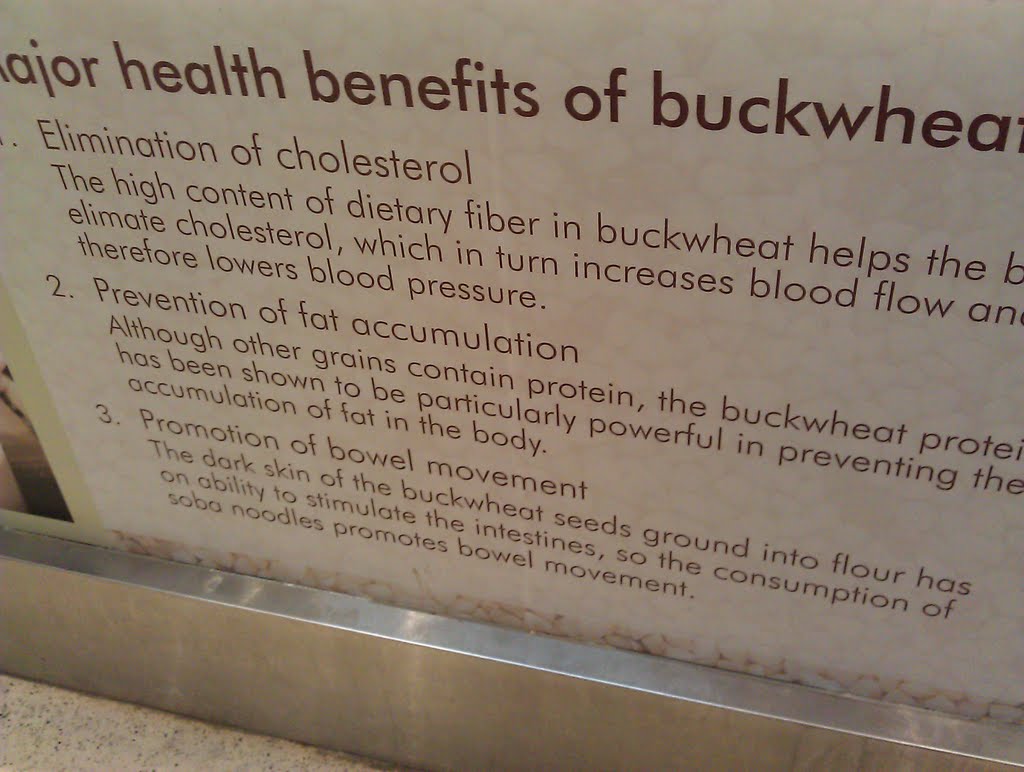 ajor health benefits of buckwheat
1. Elimination of cholesterol
The high content of dietary fiber in buckwheat helps the b
elimate cholesterol, which in turn increases blood flow and
therefore lowers blood pressure.
2. Prevention of fat accumulation
Although other grains contain protein, the buckwheat protei
has been shown to be particularly powerful in preventing the
accumulation of fat in the body.
3. Promotion of bowel movement
The dark skin of the buckwheat seeds ground into flour has
on ability to stimulate the intestines, so the consumption of
soba noodles promotes bowel movement.